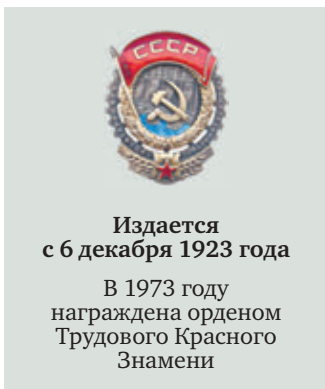 СССР
Издается
с 6 декабря 1923 года
В 1973 году
награждена орденом
Трудового Красного
Знамени